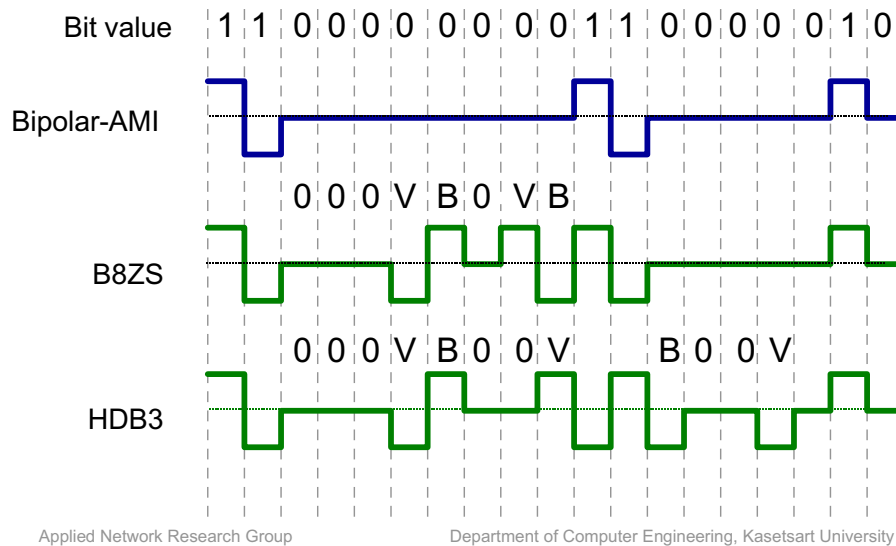 Bit value 1 1 0 0 0 0 0 0 0 0 1 1 0 0 0 0 0 1 0
Bipolar-AMI
0 0 0 V B 0 V B
B8ZS
0 0 0 V B 0 0 V B 0 0 V
HDB3
Applied Network Research Group Department of Computer Engineering, Kasetsart University